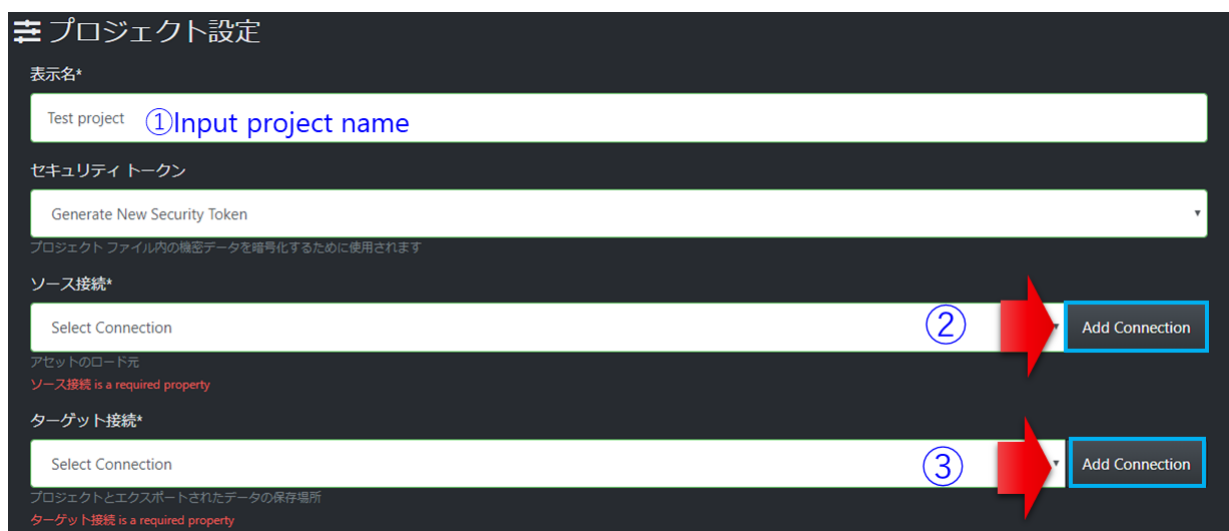 プロジェクト設定
表示名*
Test project ①Input project name
セキュリティ トークン
Generate New Security Token
プロジェクト ファイル内の機密データを暗号化するために使用されます
ソース接続*
Select Connection ② Add Connection
アセットのロード元
ソース接続 is a required property
ターゲット接続*
Select Connection ③ Add Connection
プロジェクトとエクスポートされたデータの保存場所
ターゲット接続 is a required property